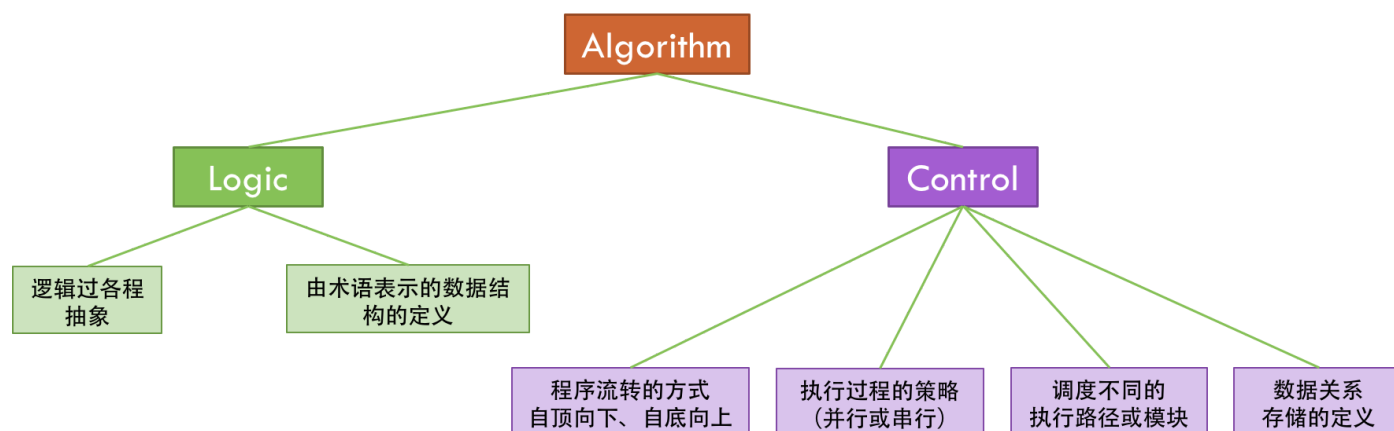 Algorithm
Logic
Control
逻辑过各程
抽象
由术语表示的数据结
构的定义
程序流转的方式
自顶向下、自底向上
执行过程的策略
（并行或串行）
调度不同的
执行路径或模块
数据关系
存储的定义